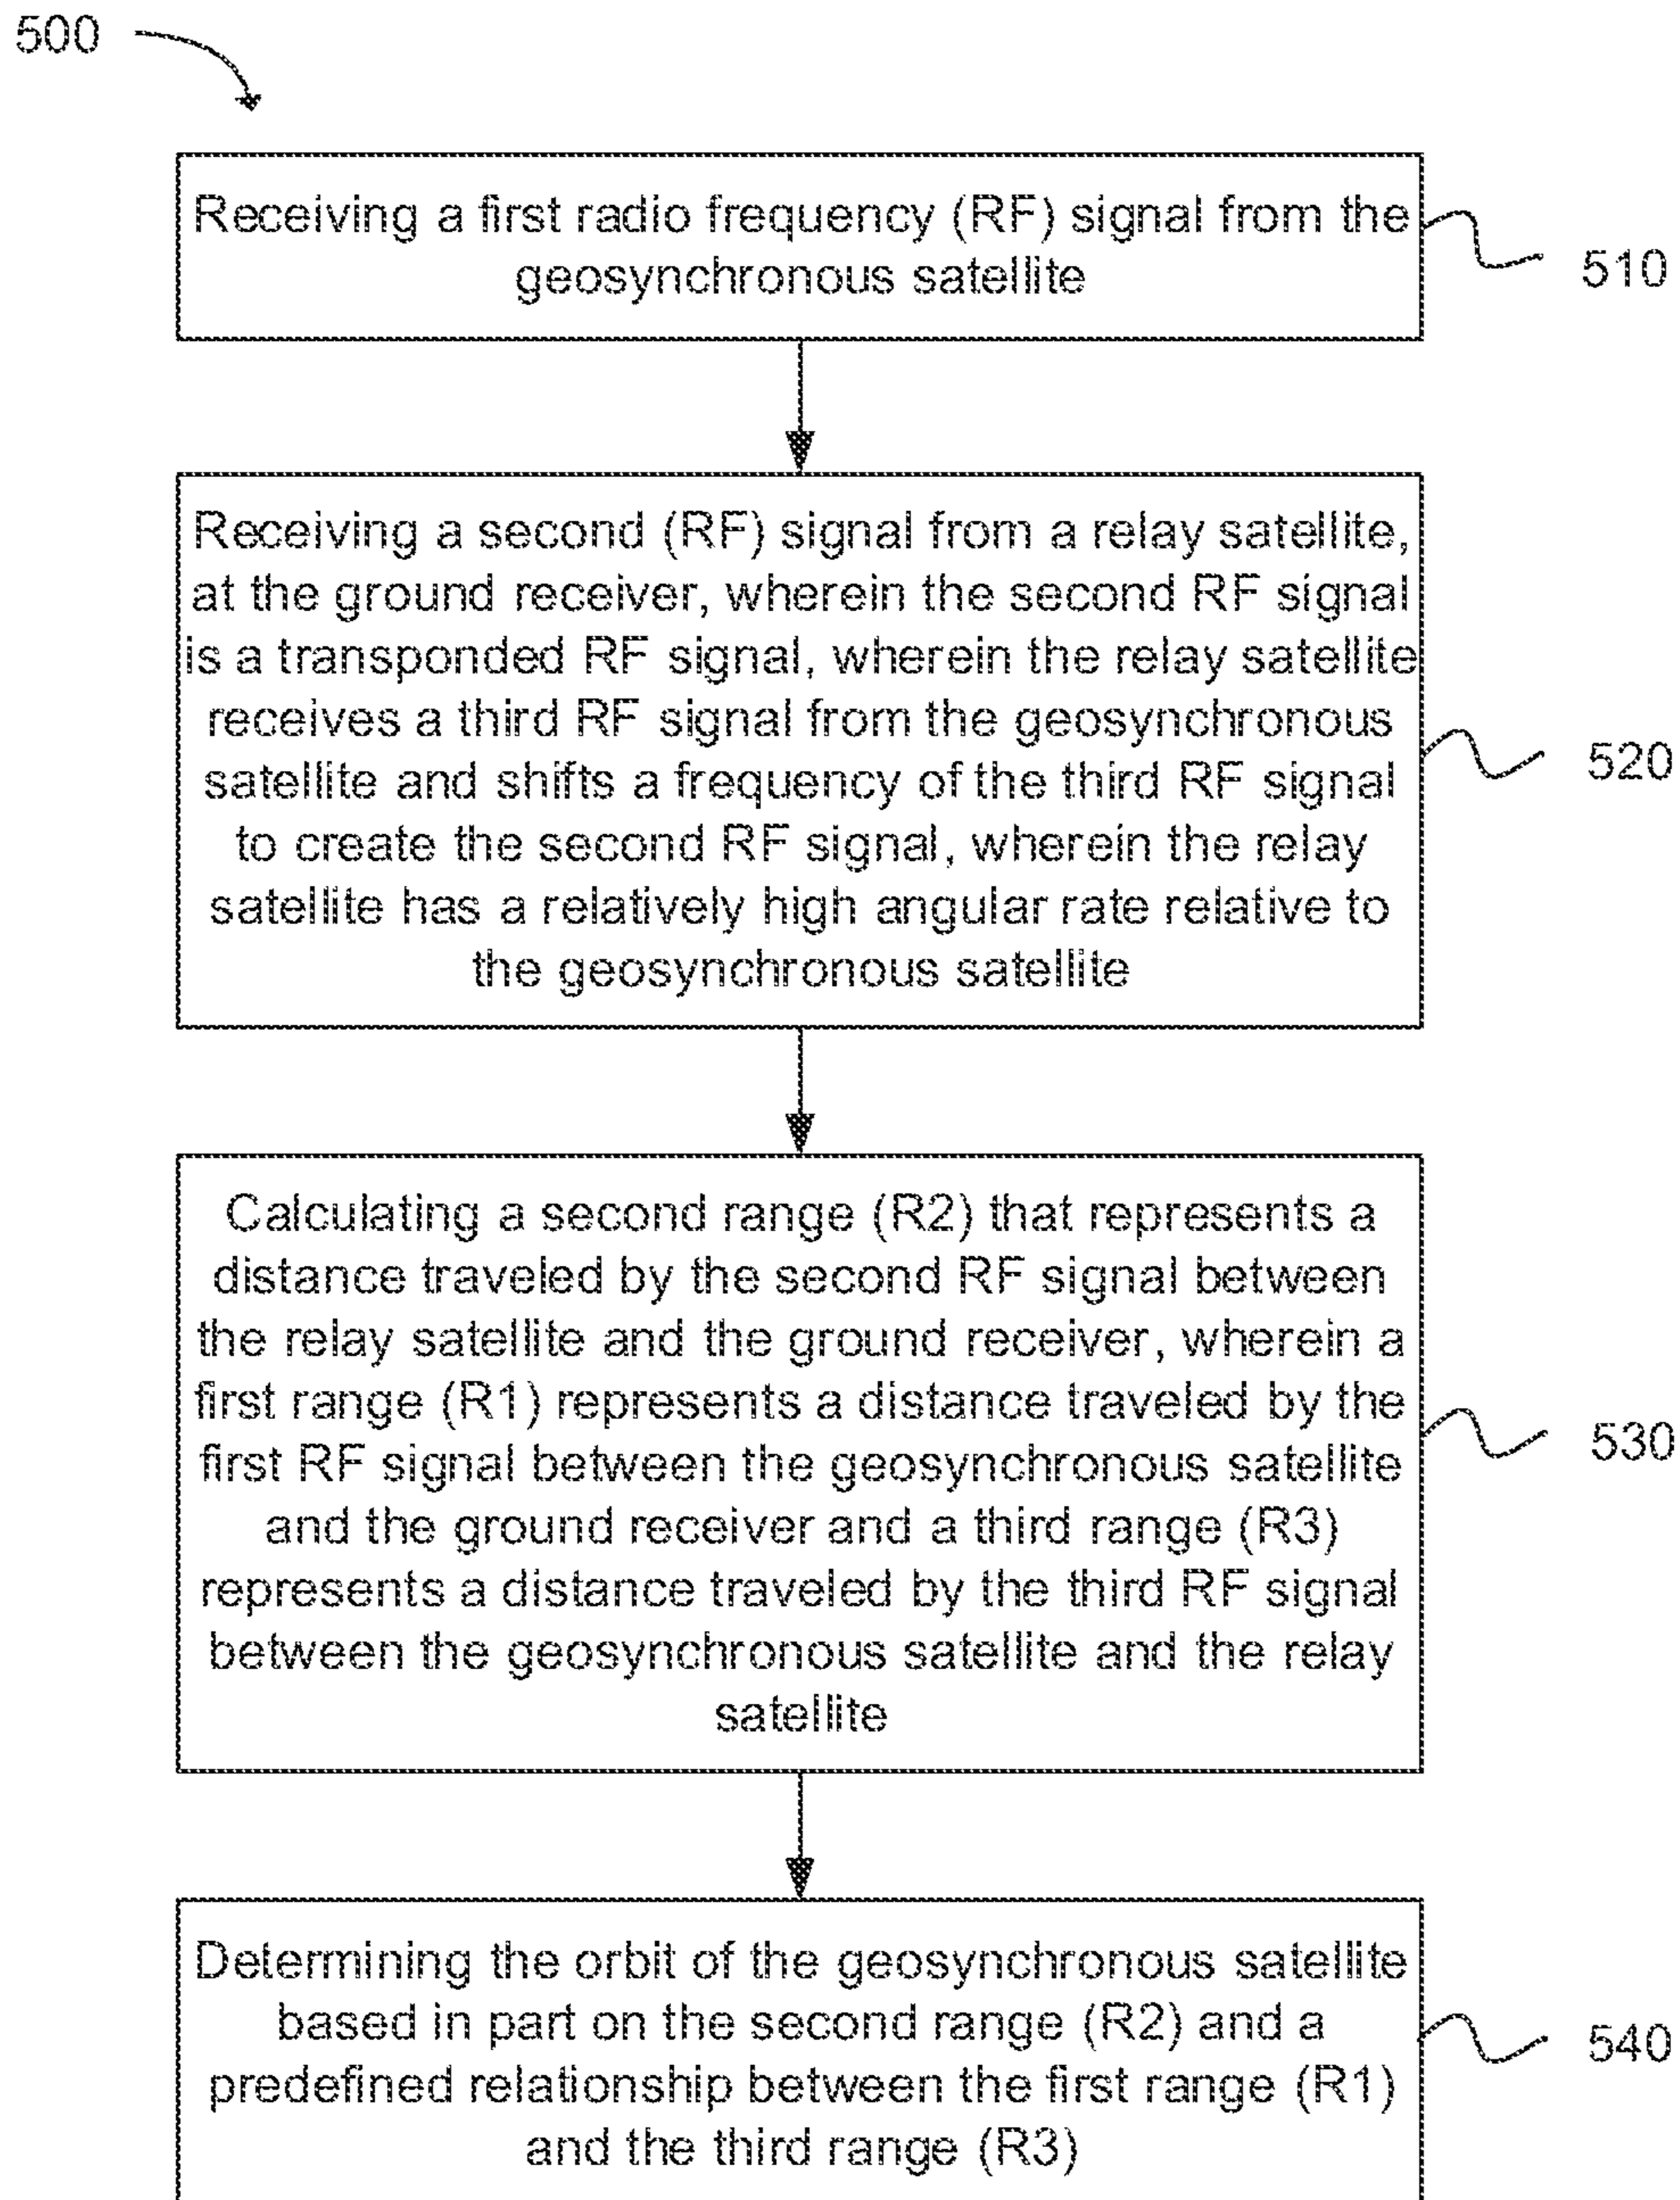 500
Receiving a first radio frequency (RF) signal from the
geosynchronous satellite
510
Receiving a second (RF) signal from a relay satellite,
at the ground receiver, wherein the second RF signal
is a transponded RF signal, wherein the relay satellite
receives a third RF signal from the geosynchronous
satellite and shifts a frequency of the third RF signal
to create the second RF signal, wherein the relay
satellite has a relatively high angular rate relative to
the geosynchronous satellite
520
Calculating a second range (R2) that represents a
distance traveled by the second RF signal between
the relay satellite and the ground receiver, wherein a
first range (R1) represents a distance traveled by the
first RF signal between the geosynchronous satellite
and the ground receiver and a third range (R3)
represents a distance traveled by the third RF signal
between the geosynchronous satellite and the relay
satellite
530
Determining the orbit of the geosynchronous satellite
based in part on the second range (R2) and a
predefined relationship between the first range (R1)
and the third range (R3)
540